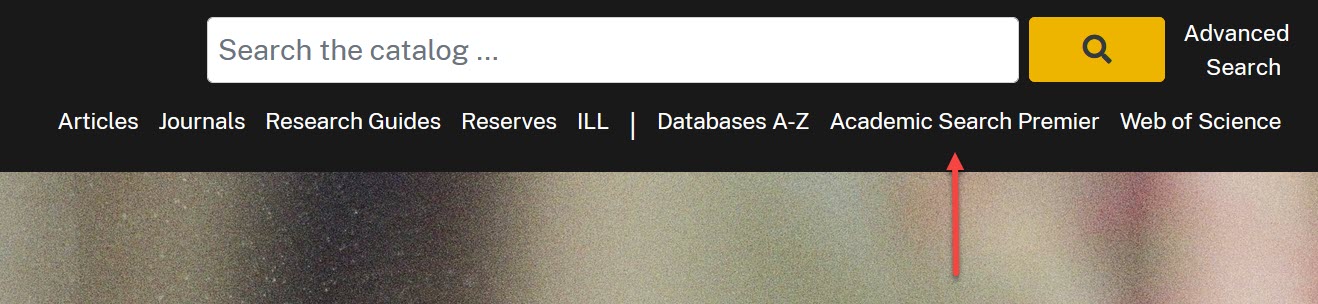 Search the catalog ...
Advanced
Search
Articles Journals Research Guides Reserves ILL | Databases A-Z Academic Search Premier Web of Science